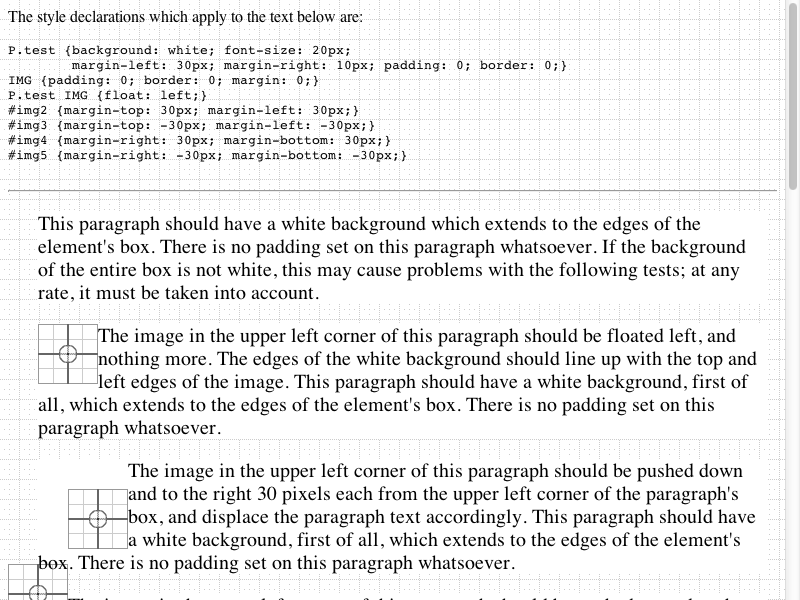 The style declarations which apply to the text below are:
P.test {background: white; font-size: 20px;
margin-left: 30px; margin-right: 10px; padding: 0; border: 0;}
IMG {padding: 0; border: 0; margin: 0;}
P.test IMG {float: left;}
#img2 {margin-top: 30px; margin-left: 30px;}
#img3 {margin-top: -30px; margin-left: -30px;}
#img4 {margin-right: 30px; margin-bottom: 30px;}
#img5 {margin-right: -30px; margin-bottom: -30px;}
This paragraph should have a white background which extends to the edges of the
element's box. There is no padding set on this paragraph whatsoever. If the background
of the entire box is not white, this may cause problems with the following tests; at any
rate, it must be taken into account.
The image in the upper left corner of this paragraph should be floated left, and
nothing more. The edges of the white background should line up with the top and
left edges of the image. This paragraph should have a white background, first of
all, which extends to the edges of the element's box. There is no padding set on this
paragraph whatsoever.
The image in the upper left corner of this paragraph should be pushed down
and to the right 30 pixels each from the upper left corner of the paragraph's
box, and displace the paragraph text accordingly. This paragraph should have
a white background, first of all, which extends to the edges of the element's
box. There is no padding set on this paragraph whatsoever.